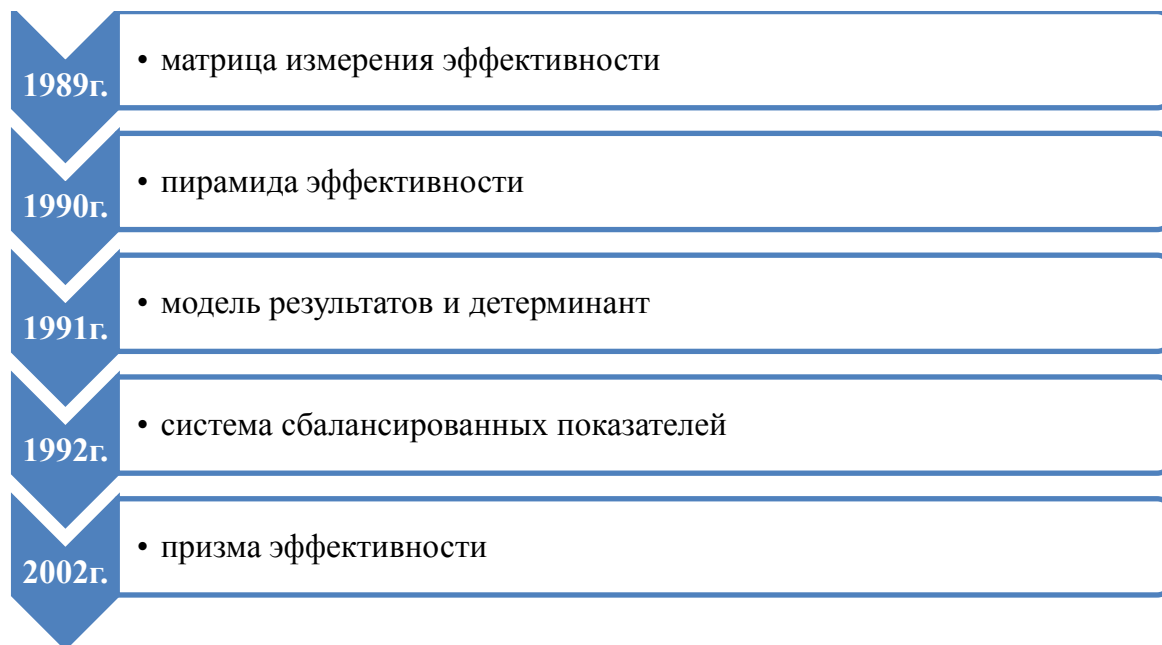 1989г.
• матрица измерения эффективности
1990г.
• пирамида эффективности
1991г.
• модель результатов и детерминант
1992г.
• система сбалансированных показателей
2002г.
• призма эффективности